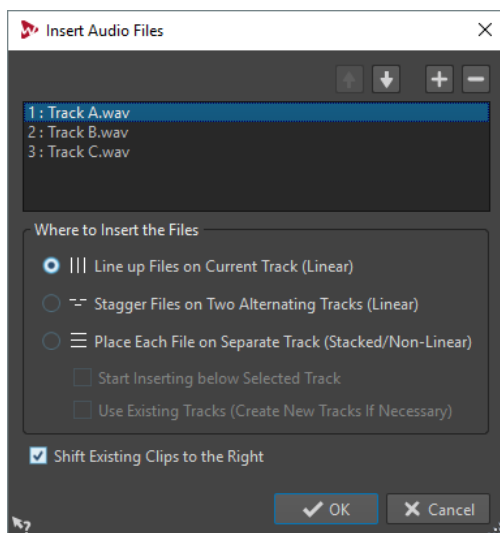 Insert Audio Files
1 : Track A.wav
2 : Track B.wav
3 : Track C.wav
Where to Insert the Files
Line up Files on Current Track (Linear)
Stagger Files on Two Alternating Tracks (Linear)
Place Each File on Separate Track (Stacked/Non-Linear)
Start Inserting below Selected Track
Use Existing Tracks (Create New Tracks If Necessary)
Shift Existing Clips to the Right
OK Cancel